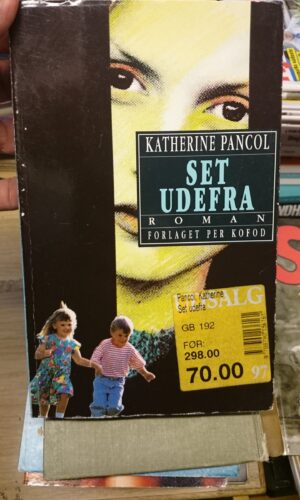 KATHERINE PANCOL
SET
UDEFRA
ROMAN
FORLAGET PER KOFOD
Pancol, Katherine
Set udefra
SALG
GB 192
FØR:
298.00
70.00
97